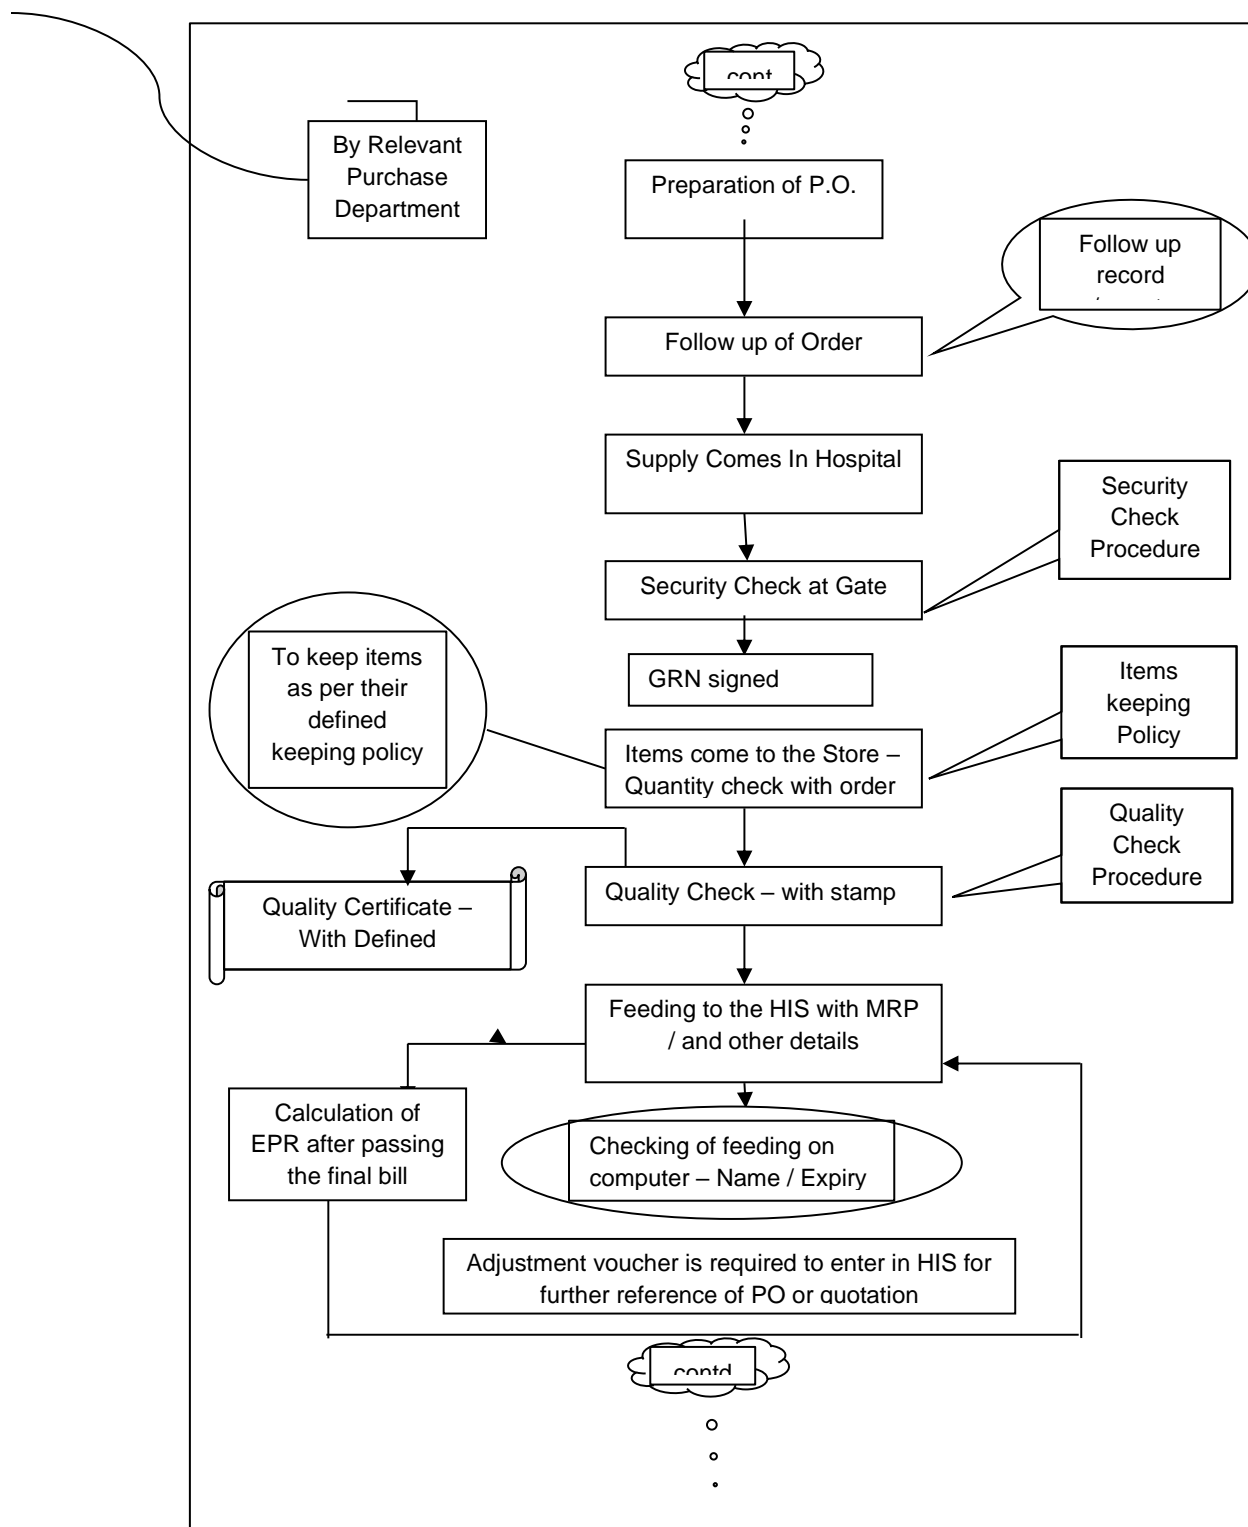 cont
By Relevant
Purchase
Department
Preparation of P.O.
Follow up
record
Follow up of Order
Supply Comes In Hospital
Security
Check
Procedure
Security Check at Gate
To keep items
as per their
defined
keeping policy
GRN signed
Items
keeping
Policy
Items come to the Store –
Quantity check with order
Quality
Check
Procedure
Quality Check – with stamp
Quality Certificate –
With Defined
Feeding to the HIS with MRP
/ and other details
Calculation of
EPR after passing
the final bill
Checking of feeding on
computer – Name / Expiry
Adjustment voucher is required to enter in HIS for
further reference of PO or quotation
contd